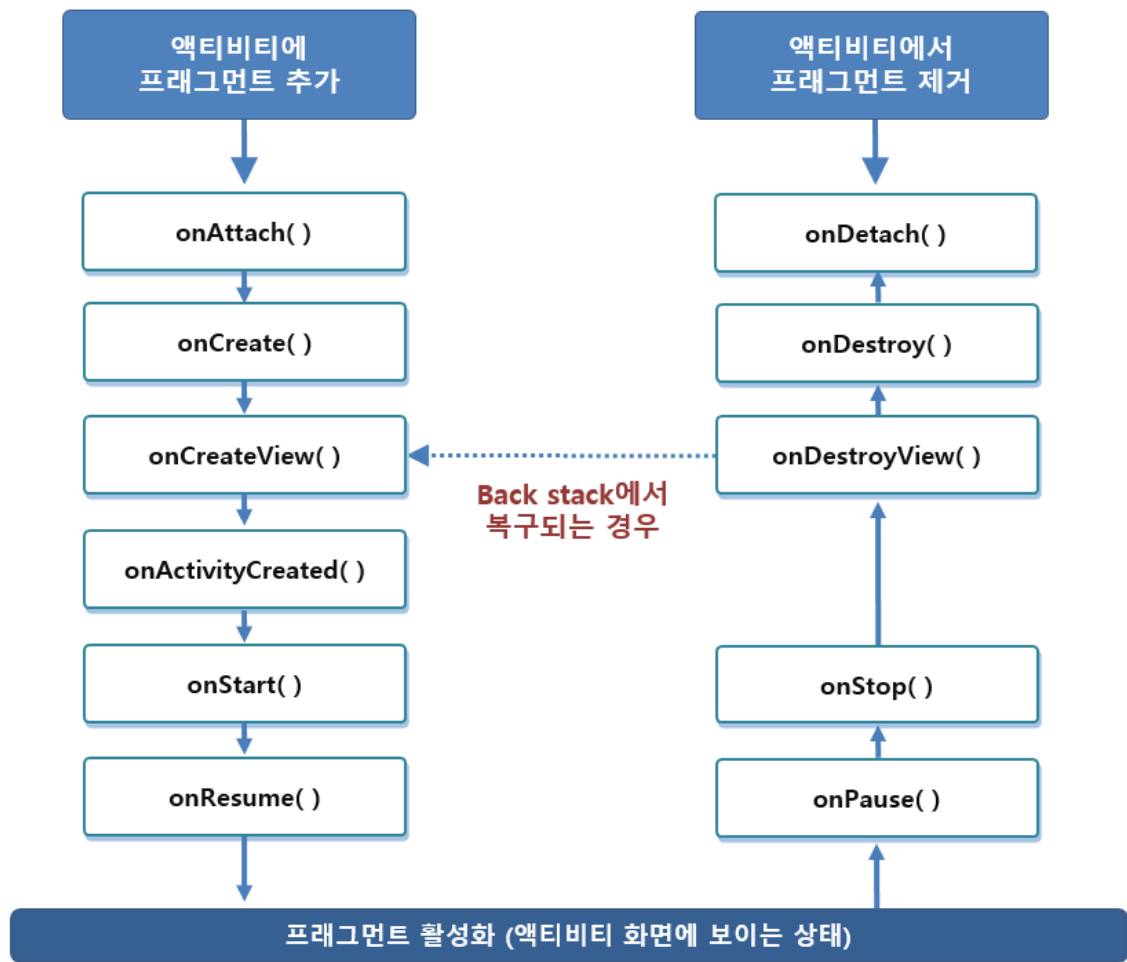 액티비티에
프래그먼트 추가
onAttach( )
onCreate( )
onCreateView( )
onActivityCreated( )
onStart( )
onResume( )
액티비티에서
프래그먼트 제거
onDetach( )
onDestroy( )
onDestroyView( )
Back stack에서
복구되는 경우
onStop( )
onPause( )
프래그먼트 활성화 (액티비티 화면에 보이는 상태)